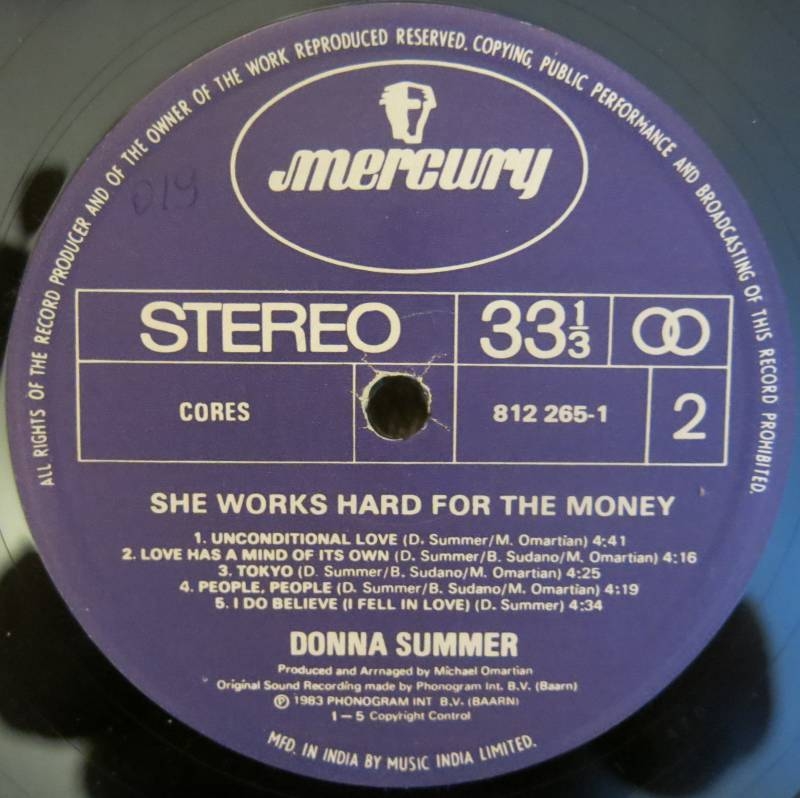 ALL RIGHTS OF THE RECORD PRODUCER AND OF THE OWNER OF THE WORK REPRODUCED RESERVED. COPYING, PUBLIC PERFORMANCE AND BROADCASTING OF THIS RECORD PROHIBITED.
mercury
019
STEREO 33 1/3
CORES 812 265-1 2
SHE WORKS HARD FOR THE MONEY
1. UNCONDITIONAL LOVE (D. Summer/M. Omartian) 4:41
2. LOVE HAS A MIND OF ITS OWN (D. Summer/B. Sudano/M. Omartian) 4:16
3. TOKYO (D. Summer/B. Sudano/M. Omartian) 4:25
4. PEOPLE, PEOPLE (D. Summer/B. Sudano/M. Omartian) 4:19
5. I DO BELIEVE (I FELL IN LOVE) (D. Summer) 4:34
DONNA SUMMER
Produced and Arrnaged by Michael Omartian
Original Sound Recording made by Phonogram Int. B.V. (Baarn)
℗ 1983 PHONOGRAM INT B.V. (BAARN)
1—5 Copyright Control
MFD. IN INDIA BY MUSIC INDIA LIMITED.